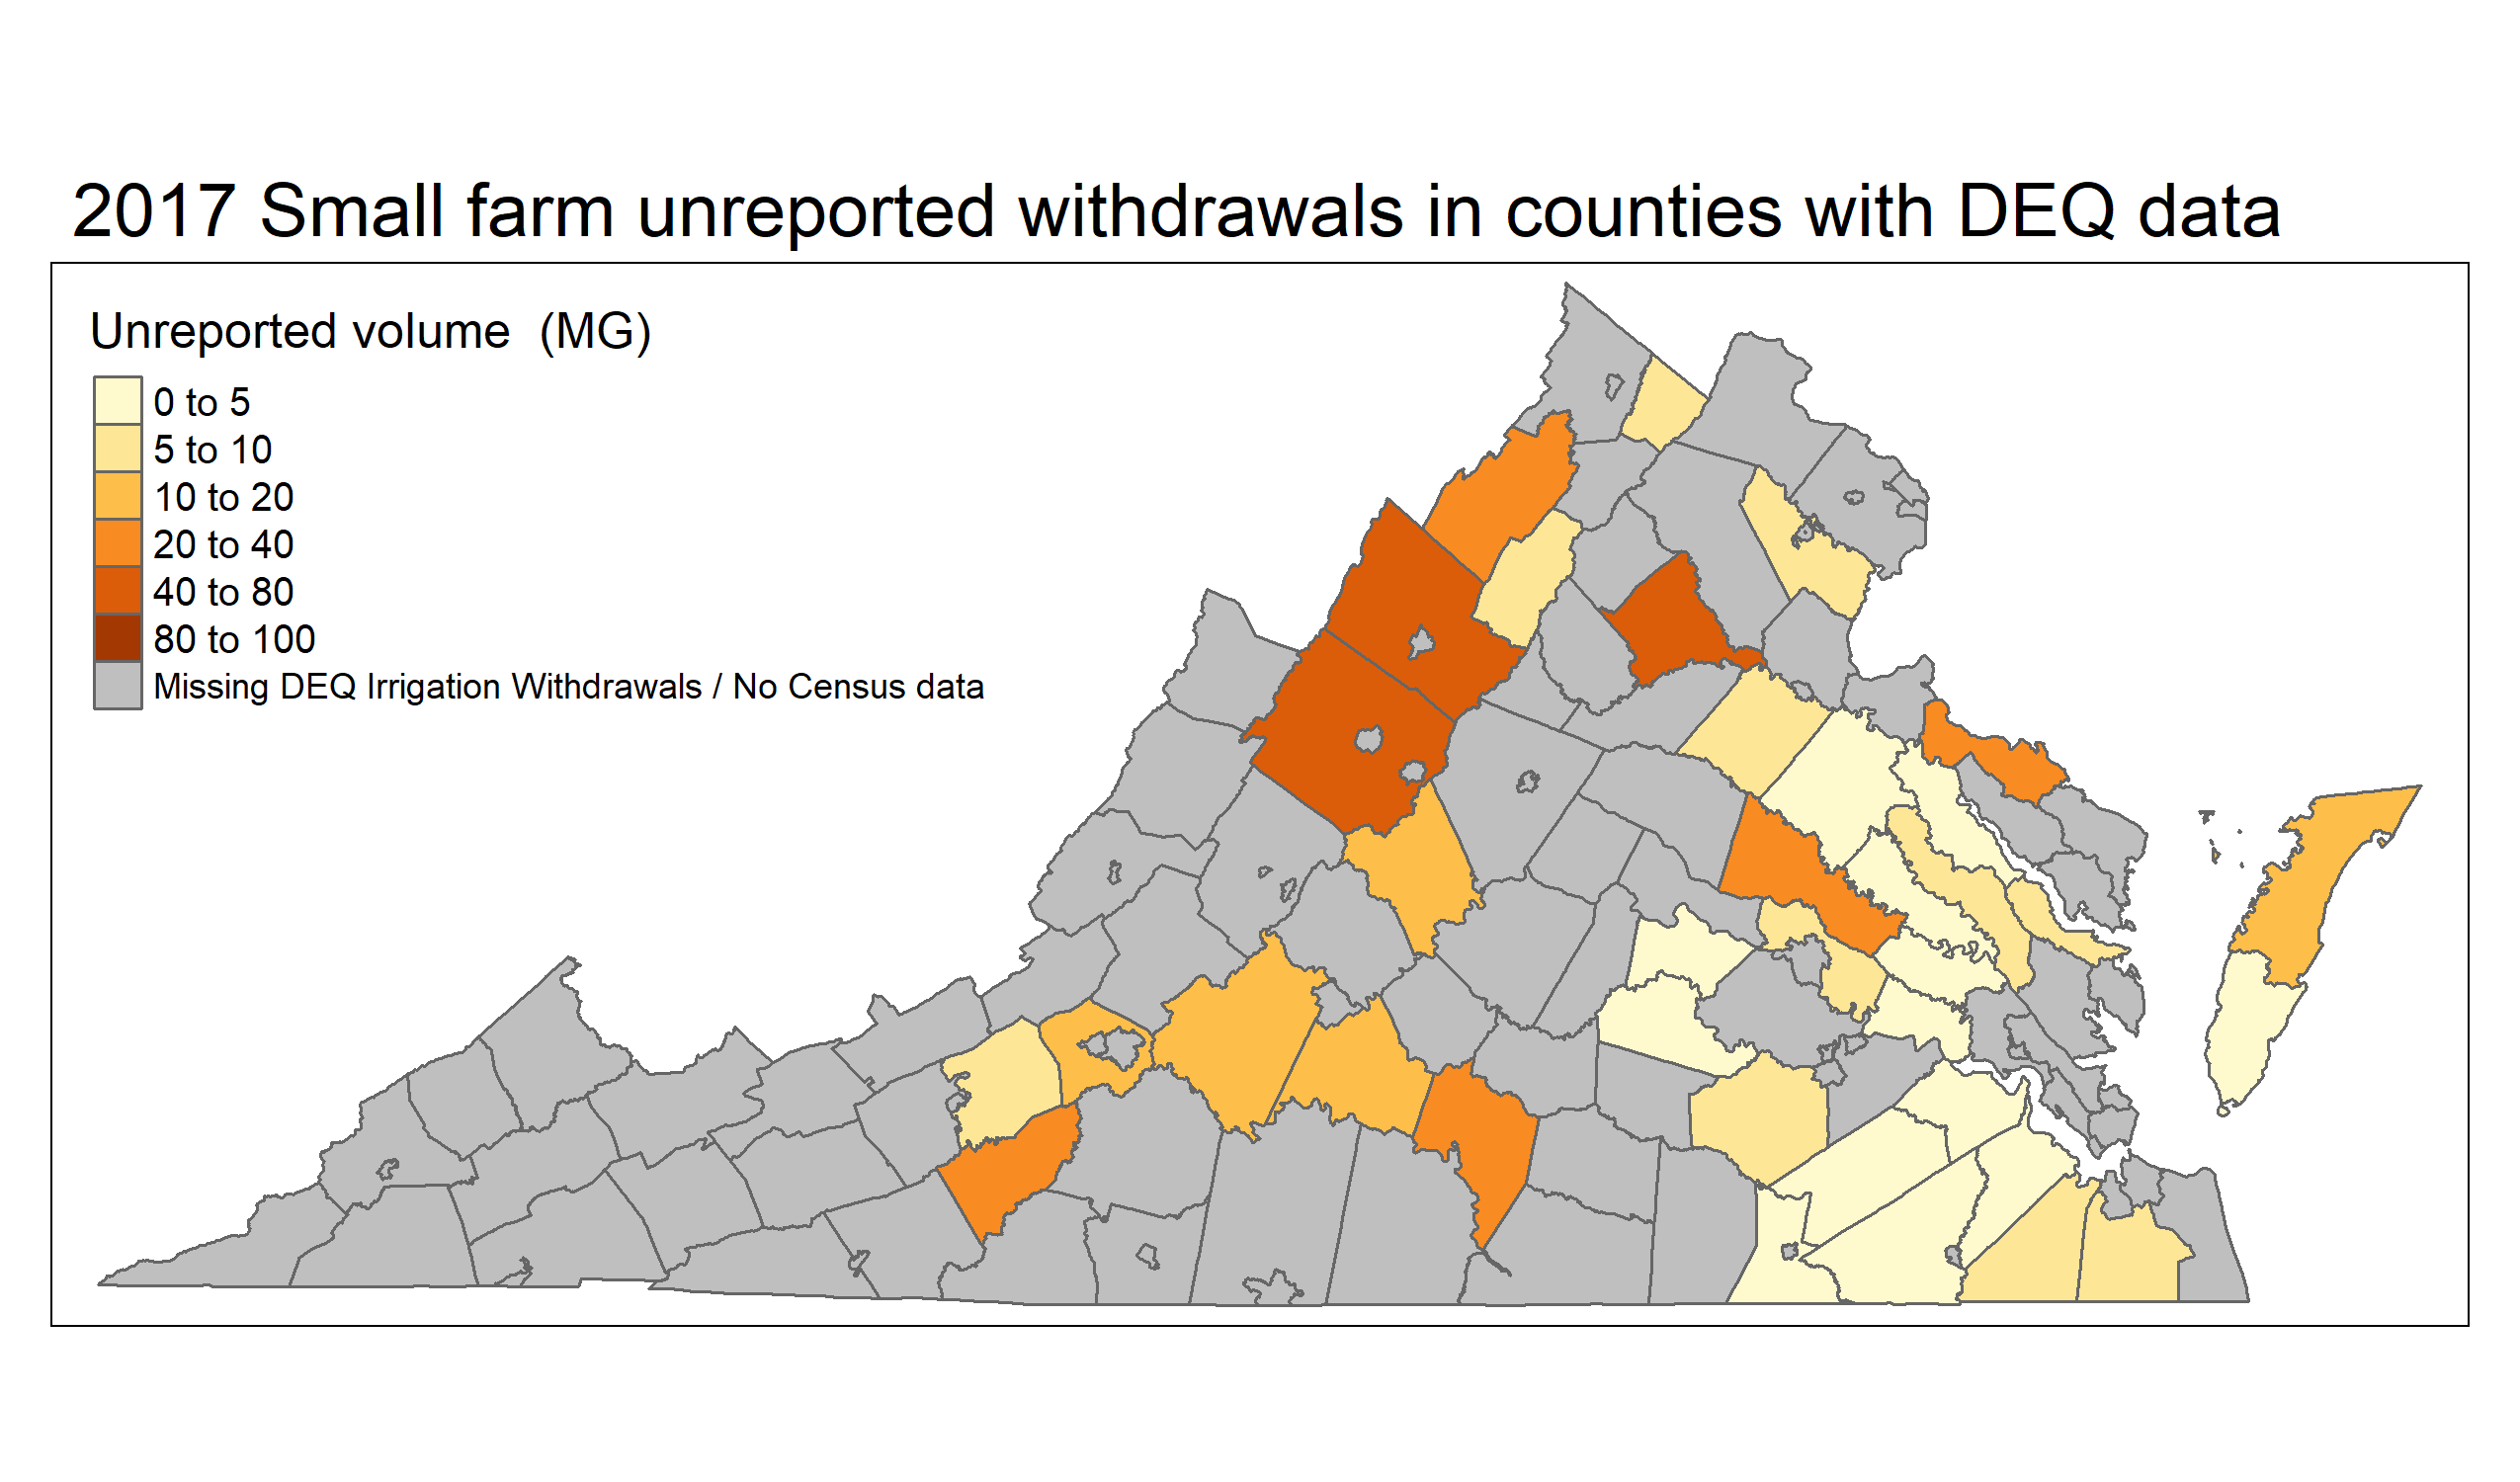 2017 Small farm unreported withdrawals in counties with DEQ data
Unreported volume (MG)
0 to 5
5 to 10
10 to 20
20 to 40
40 to 80
80 to 100
Missing DEQ Irrigation Withdrawals / No Census data